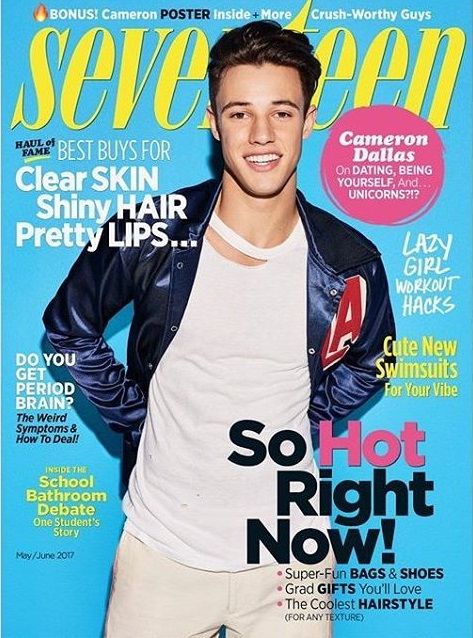 BONUS! Cameron POSTER Inside + More Crush-Worthy Guys
seventeen
HAUL of
FAME
BEST BUYS FOR
Clear SKIN
Shiny HAIR
Pretty LIPS...
Cameron
Dallas
On DATING, BEING
YOURSELF, And...
UNICORNS?!?
LAZY
GIRL
WORKOUT
HACKS
Cute New
Swimsuits
For Your Vibe
DO YOU
GET
PERIOD
BRAIN?
The Weird
Symptoms &
How To Deal!
INSIDE THE
School
Bathroom
Debate
One Student's
Story
May/June 2017
So Hot
Right
Now!
• Super-Fun BAGS & SHOES
• Grad GIFTS You'll Love
• The Coolest HAIRSTYLE
(FOR ANY TEXTURE)
A